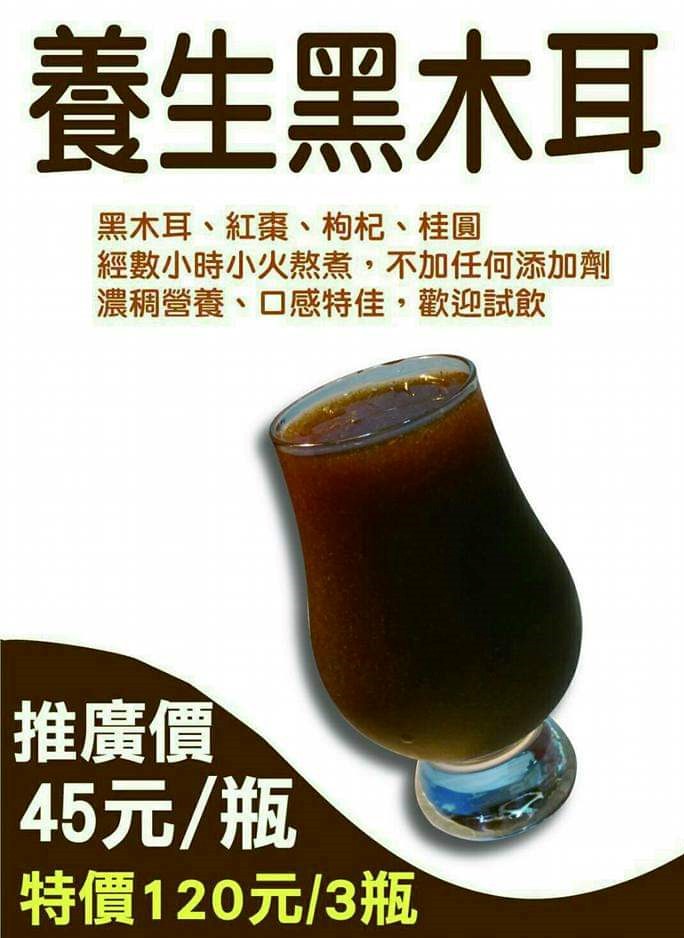 養生黑木耳
黑木耳、紅棗、枸杞、桂圓
經數小時小火熬煮，不加任何添加劑
濃稠營養、口感特佳，歡迎試飲
推廣價
45元/瓶
特價120元/3瓶